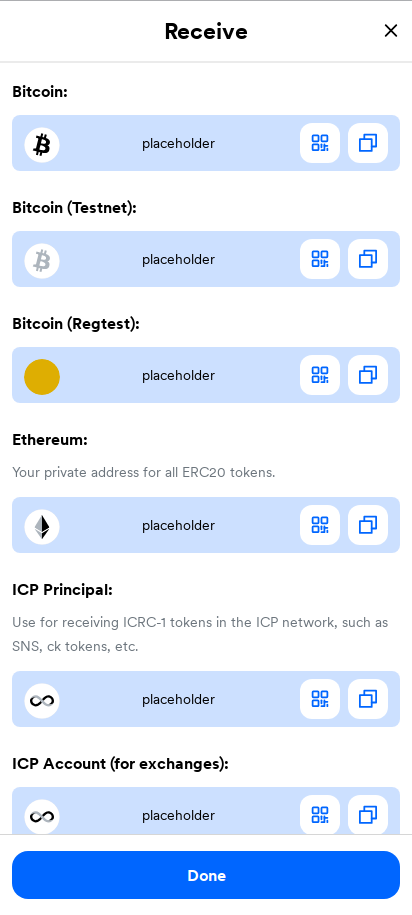 Receive
Bitcoin:
placeholder
Bitcoin (Testnet):
placeholder
Bitcoin (Regtest):
placeholder
Ethereum:
Your private address for all ERC20 tokens.
placeholder
ICP Principal:
Use for receiving ICRC-1 tokens in the ICP network, such as
SNS, ck tokens, etc.
placeholder
ICP Account (for exchanges):
placeholder
Done